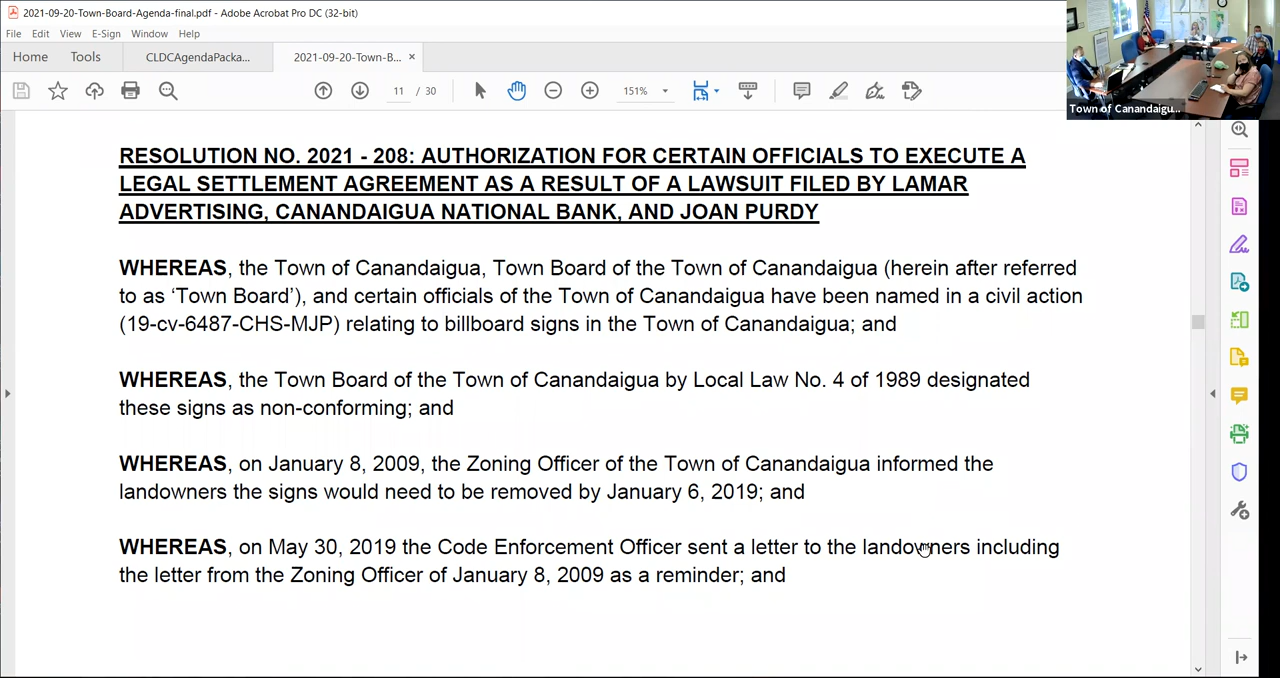 2021-09-20-Town-Board-Agenda-final.pdf - Adobe Acrobat Pro DC (32-bit)
File Edit View E-Sign Window Help
Home Tools CLDCAgendaPacka... 2021-09-20-Town-B... ×
11 / 30 151%
Town of Canandaigu...
RESOLUTION NO. 2021 - 208: AUTHORIZATION FOR CERTAIN OFFICIALS TO EXECUTE A
LEGAL SETTLEMENT AGREEMENT AS A RESULT OF A LAWSUIT FILED BY LAMAR
ADVERTISING, CANANDAIGUA NATIONAL BANK, AND JOAN PURDY
WHEREAS, the Town of Canandaigua, Town Board of the Town of Canandaigua (herein after referred
to as ‘Town Board’), and certain officials of the Town of Canandaigua have been named in a civil action
(19-cv-6487-CHS-MJP) relating to billboard signs in the Town of Canandaigua; and
WHEREAS, the Town Board of the Town of Canandaigua by Local Law No. 4 of 1989 designated
these signs as non-conforming; and
WHEREAS, on January 8, 2009, the Zoning Officer of the Town of Canandaigua informed the
landowners the signs would need to be removed by January 6, 2019; and
WHEREAS, on May 30, 2019 the Code Enforcement Officer sent a letter to the landowners including
the letter from the Zoning Officer of January 8, 2009 as a reminder; and